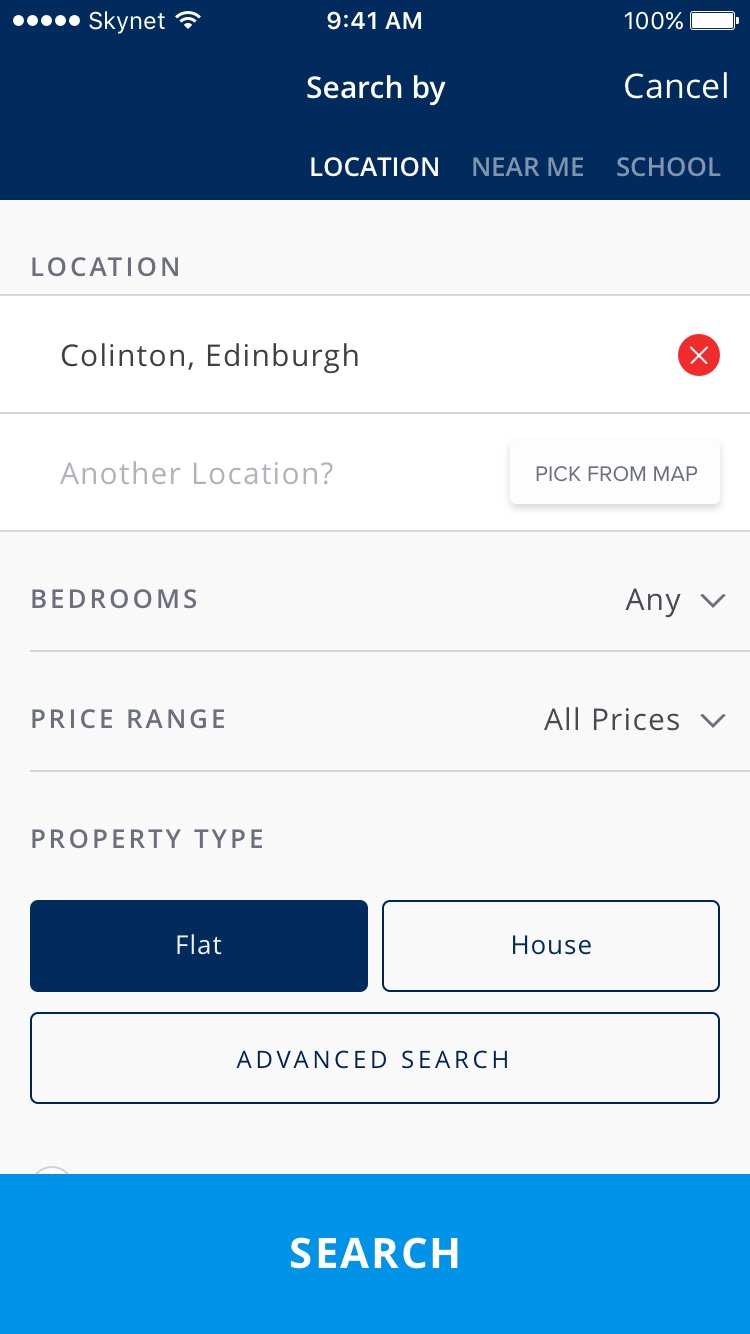 Skynet 9:41 AM 100%
Search by Cancel
LOCATION NEAR ME SCHOOL
LOCATION
Colinton, Edinburgh
Another Location? PICK FROM MAP
BEDROOMS Any
PRICE RANGE All Prices
PROPERTY TYPE
Flat House
ADVANCED SEARCH
SEARCH